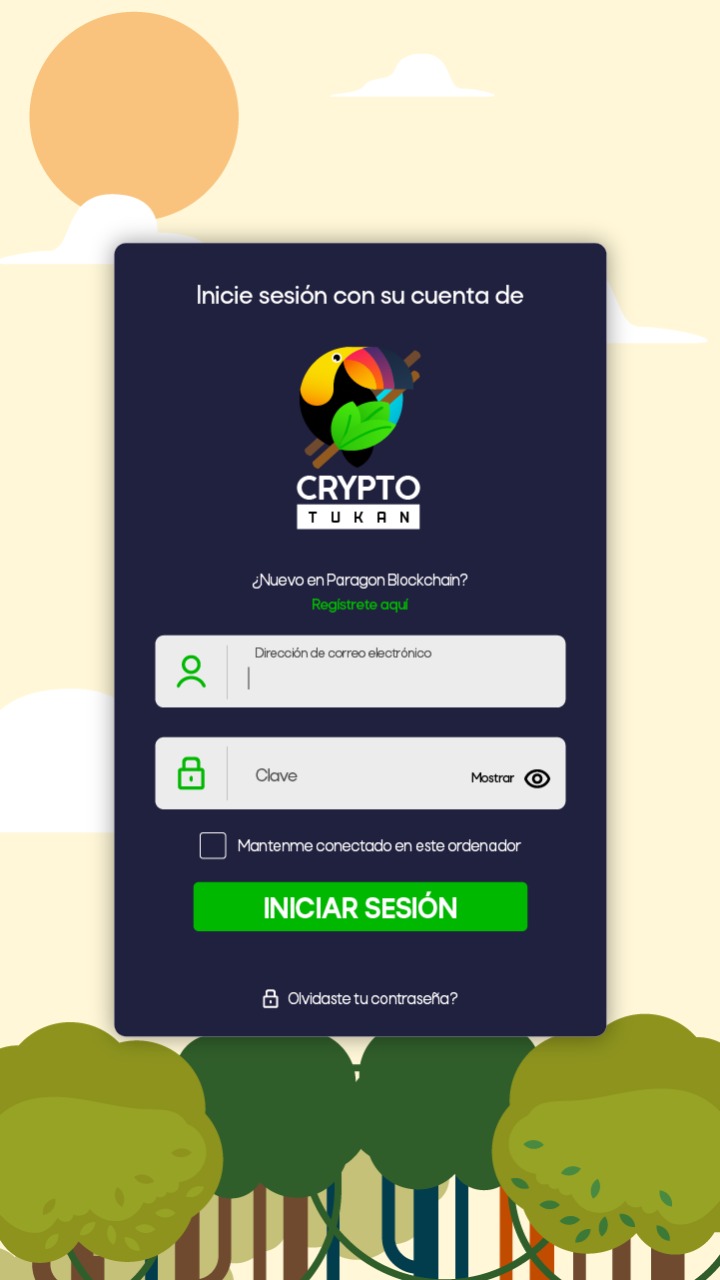 Inicie sesión con su cuenta de
CRYPTO
TUKAN
¿Nuevo en Paragon Blockchain?
Regístrete aquí
Dirección de correo electrónico
Clave
Mostrar
Mantenme conectado en este ordenador
INICIAR SESIÓN
Olvidaste tu contraseña?